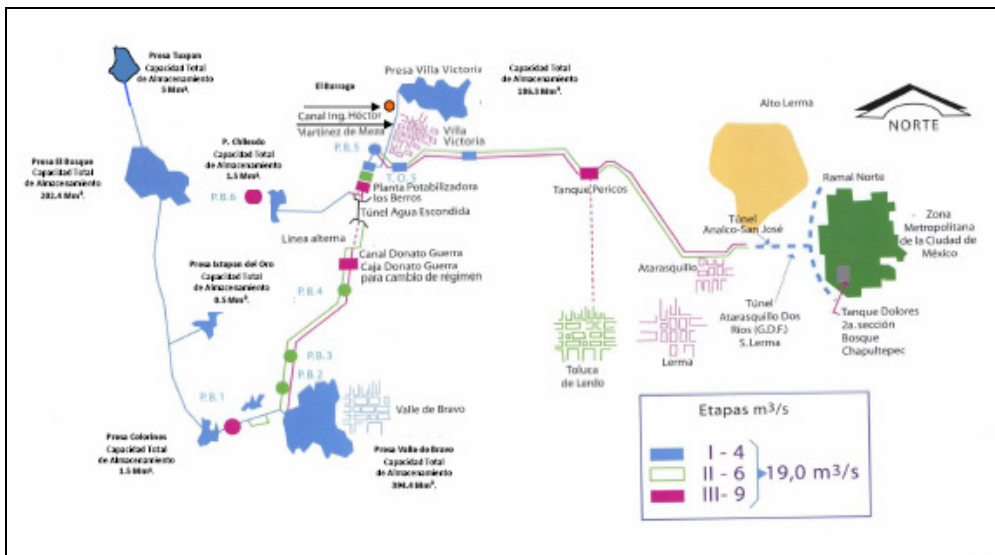 Presa Tuxpan
Capacidad Total
de Almacenamiento
5 Mm³.
Presa El Bosque
Capacidad Total
de Almacenamiento
202.4 Mm³.
P. Chilesdo
Capacidad Total
de Almacenamiento
1.5 Mm³.
P.B.6
El Durazgo
Canal Ing. Héctor
Martínez de Meza
Presa Villa Victoria
Capacidad Total
de Almacenamiento
186.3 Mm³.
P.B.5
Villa
Victoria
T.O.5
Planta Potabilizadora
los Berros
Túnel Agua Escondida
Línea alterna
Canal Donato Guerra
Caja Donato Guerra
para cambio de régimen
P.B.4
Presa Ixtapan del Oro
Capacidad Total
de Almacenamiento
0.5 Mm³.
P.B.3
P.B.2
P.B.1
Presa Colorines
Capacidad Total
de Almacenamiento
1.5 Mm³.
Valle de Bravo
Presa Valle de Bravo
Capacidad Total
de Almacenamiento
394.4 Mm³.
Tanque Pericos
Toluca
de Lerdo
Lerma
Atarasquillo
Alto Lerma
Túnel
Analco-San José
Túnel
Atarasquillo Dos
Ríos (G.D.F.)
S. Lerma
NORTE
Ramal Norte
Zona
Metropolitana
de la Ciudad de
México
Tanque Dolores
2a. sección
Bosque
Chapultepec
Etapas m³/s
I - 4
II - 6
III- 9
19,0 m³/s